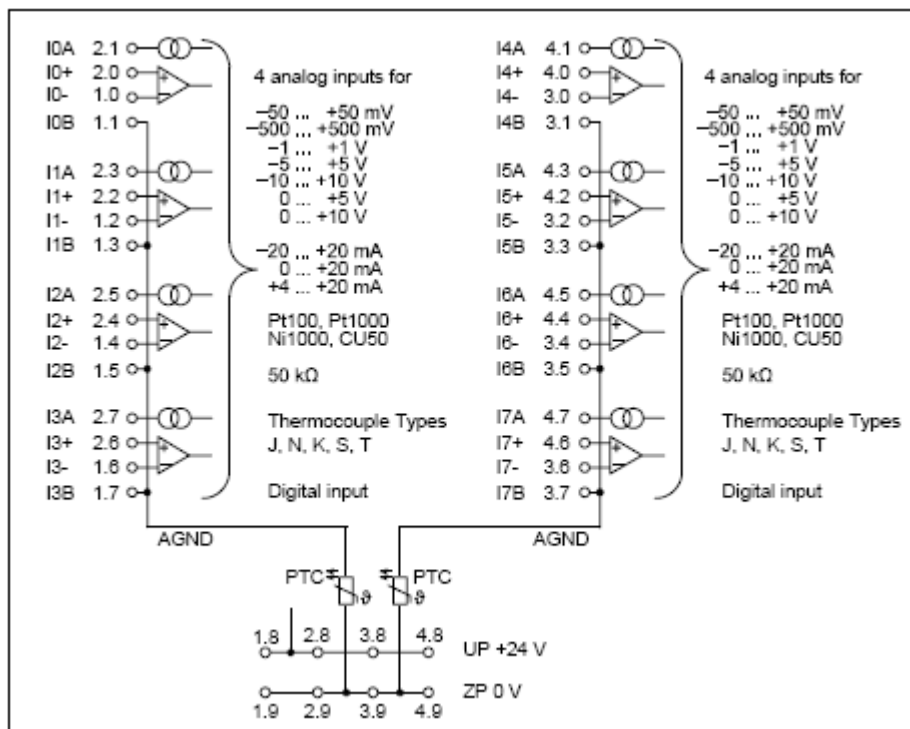 I0A 2.1
I0+ 2.0
I0- 1.0
I0B 1.1
I1A 2.3
I1+ 2.2
I1- 1.2
I1B 1.3
I2A 2.5
I2+ 2.4
I2- 1.4
I2B 1.5
I3A 2.7
I3+ 2.6
I3- 1.6
I3B 1.7
+
−
+
−
+
−
+
−
4 analog inputs for
−50 ... +50 mV
−500 ... +500 mV
−1 ... +1 V
−5 ... +5 V
−10 ... +10 V
0 ... +5 V
0 ... +10 V
−20 ... +20 mA
0 ... +20 mA
+4 ... +20 mA
Pt100, Pt1000
Ni1000, CU50
50 kΩ
Thermocouple Types
J, N, K, S, T
Digital input
I4A 4.1
I4+ 4.0
I4- 3.0
I4B 3.1
I5A 4.3
I5+ 4.2
I5- 3.2
I5B 3.3
I6A 4.5
I6+ 4.4
I6- 3.4
I6B 3.5
I7A 4.7
I7+ 4.6
I7- 3.6
I7B 3.7
+
−
+
−
+
−
+
−
4 analog inputs for
−50 ... +50 mV
−500 ... +500 mV
−1 ... +1 V
−5 ... +5 V
−10 ... +10 V
0 ... +5 V
0 ... +10 V
−20 ... +20 mA
0 ... +20 mA
+4 ... +20 mA
Pt100, Pt1000
Ni1000, CU50
50 kΩ
Thermocouple Types
J, N, K, S, T
Digital input
AGND AGND
PTC ϑ PTC ϑ
1.8 2.8 3.8 4.8 UP +24 V
ZP 0 V
1.9 2.9 3.9 4.9